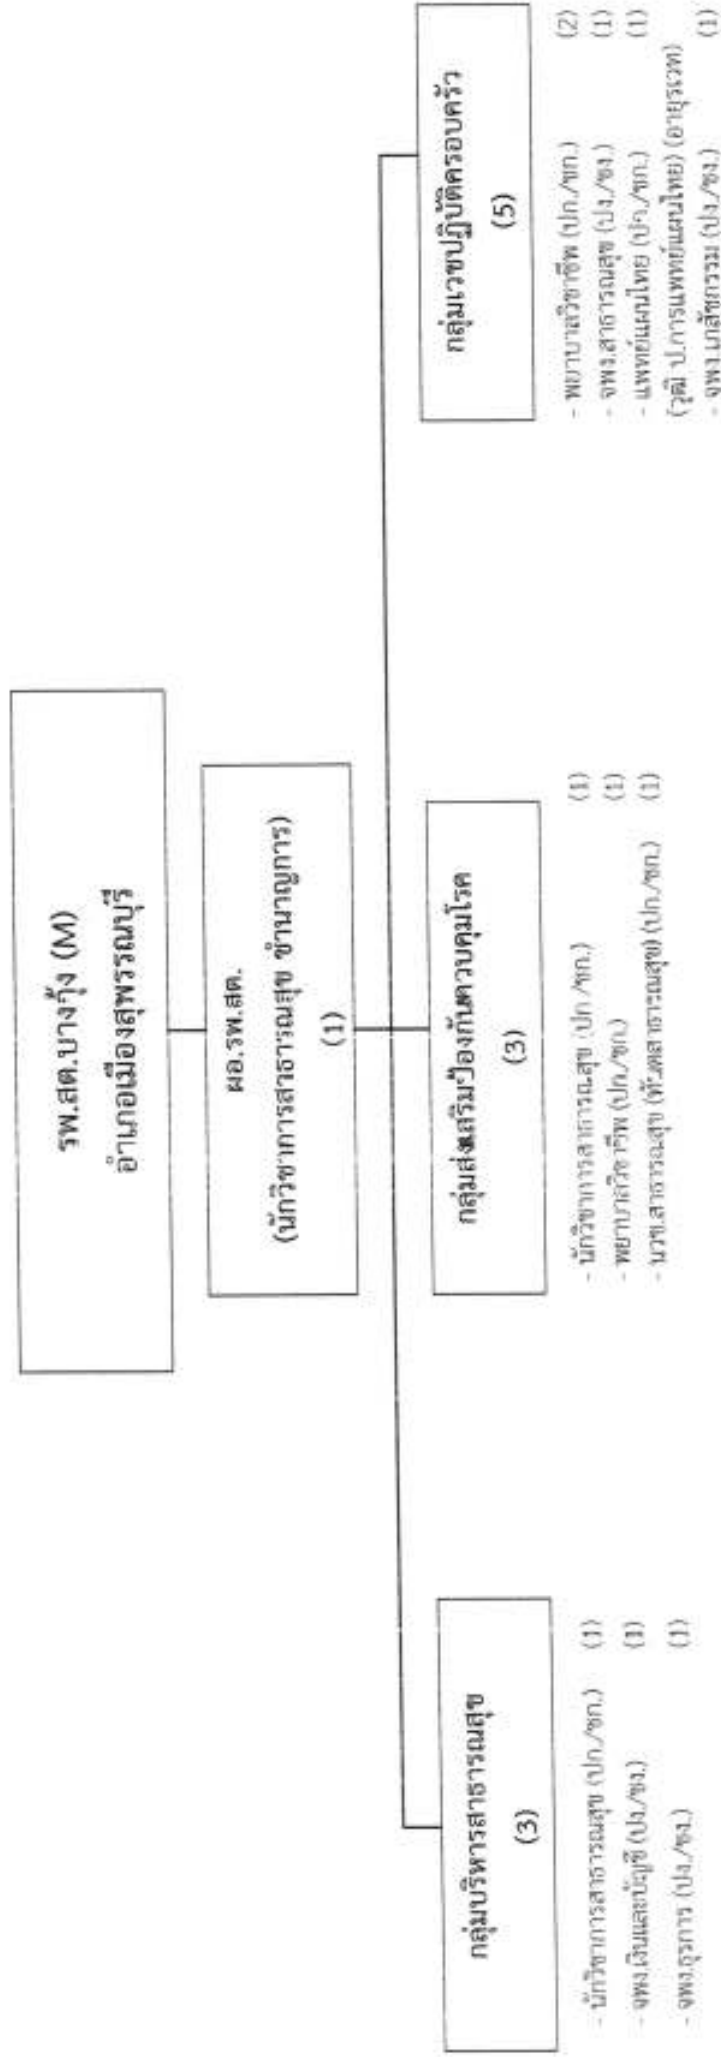 รพ.สต.บางกุ้ง (M)
อำเภอเมืองสุพรรณบุรี
ผอ.รพ.สต.
(นักวิชาการสาธารณสุข ชำนาญการ)
(1)
กลุ่มบริหารสาธารณสุข
(3)
- นักวิชาการสาธารณสุข (ปก./ชก.) (1)
- จพง.เงินและบัญชี (ปง./ชง.) (1)
- จพง.ธุรการ (ปง./ชง.) (1)
กลุ่มส่งเสริมป้องกันควบคุมโรค
(3)
- นักวิชาการสาธารณสุข (ปก./ชก.) (1)
- พยาบาลวิชาชีพ (ปก./ชก.) (1)
- นวช.สาธารณสุข (ทันตสาธารณสุข) (ปก./ชก.) (1)
กลุ่มเวชปฏิบัติครอบครัว
(5)
- พยาบาลวิชาชีพ (ปก./ชก.) (2)
- จพง.สาธารณสุข (ปง./ชง.) (1)
- แพทย์แผนไทย (ปก./ชก.) (1)
(วุฒิ ป.การแพทย์แผนไทย) (อายุรเวท)
- จพง.เภสัชกรรม (ปง./ชง.) (1)